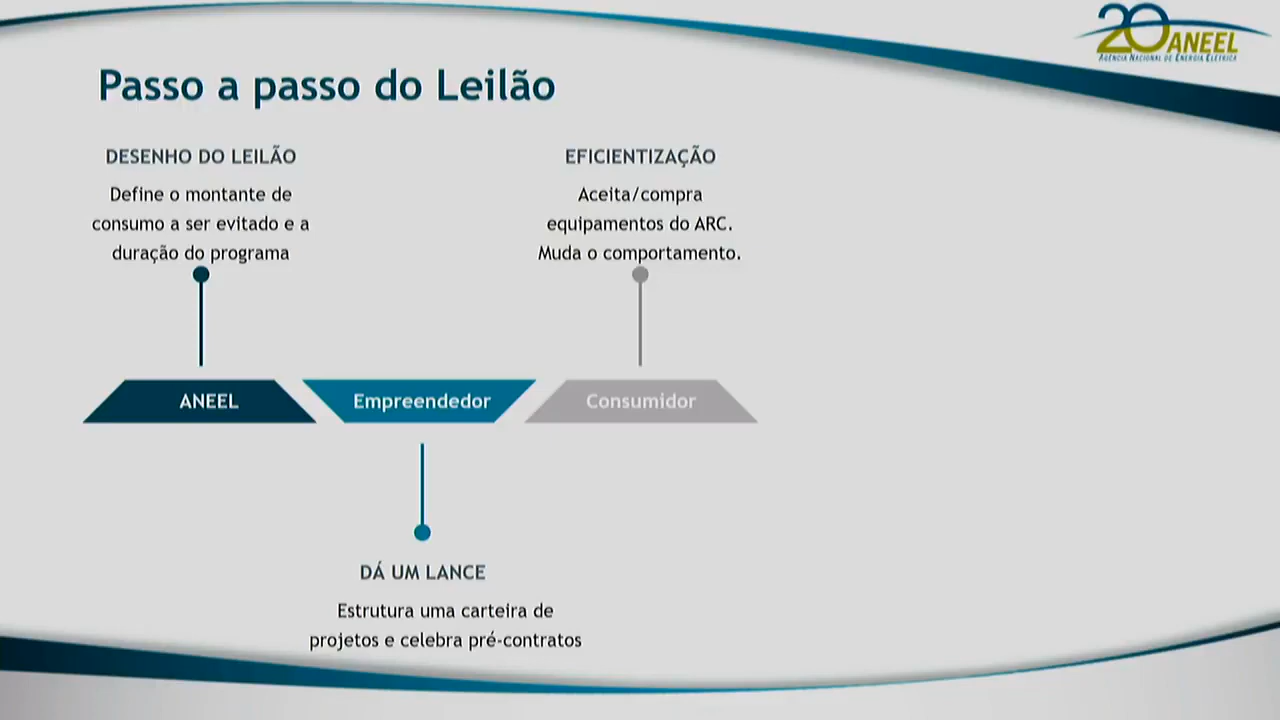 20 ANEEL
AGÊNCIA NACIONAL DE ENERGIA ELÉTRICA
Passo a passo do Leilão
DESENHO DO LEILÃO
Define o montante de
consumo a ser evitado e a
duração do programa
EFICIENTIZAÇÃO
Aceita/compra
equipamentos do ARC.
Muda o comportamento.
ANEEL
Empreendedor
Consumidor
DÁ UM LANCE
Estrutura uma carteira de
projetos e celebra pré-contratos